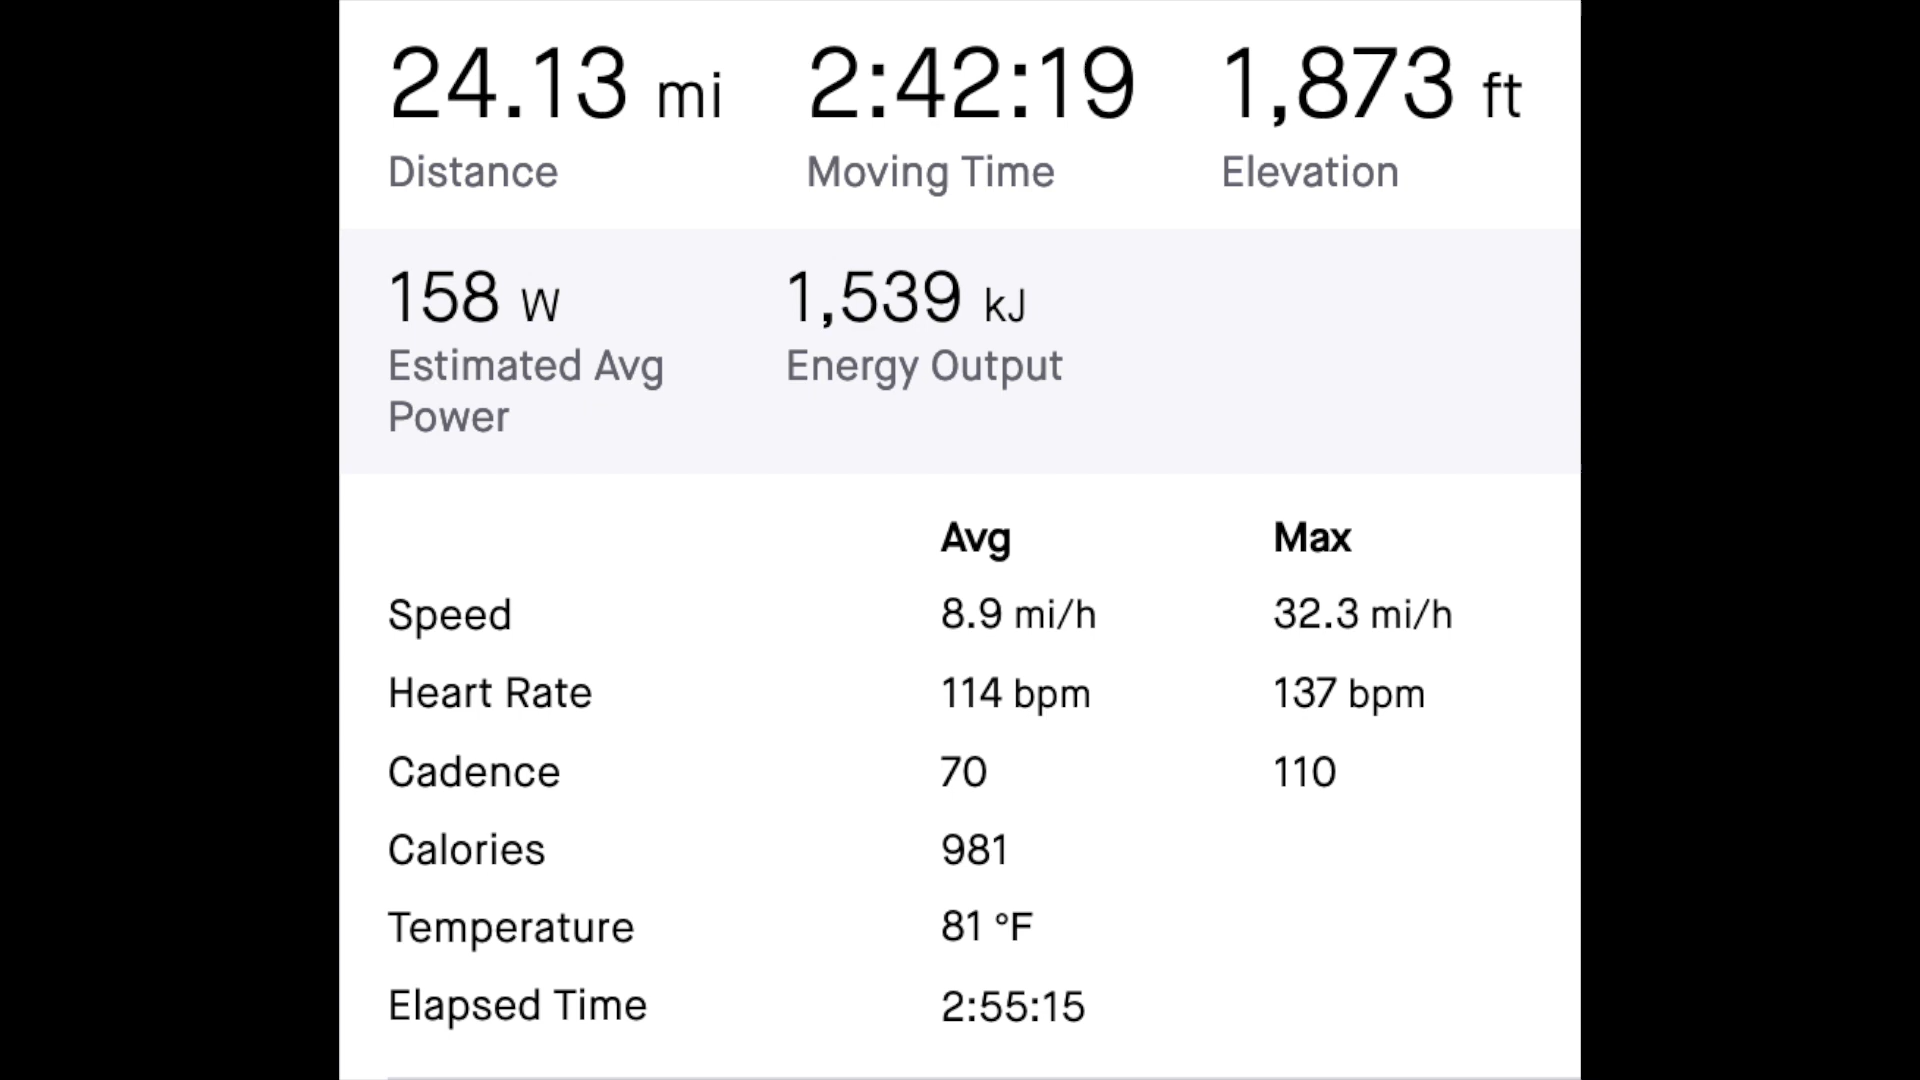 24.13 mi 2:42:19 1,873 ft
Distance Moving Time Elevation
158 W 1,539 kJ
Estimated Avg Energy Output
Power
Avg Max
Speed 8.9 mi/h 32.3 mi/h
Heart Rate 114 bpm 137 bpm
Cadence 70 110
Calories 981
Temperature 81 °F
Elapsed Time 2:55:15